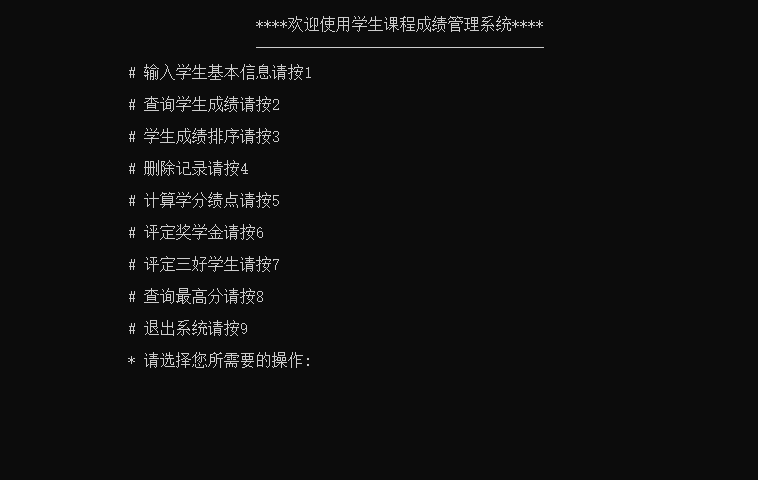 ****欢迎使用学生课程成绩管理系统****
# 输入学生基本信息请按1
# 查询学生成绩请按2
# 学生成绩排序请按3
# 删除记录请按4
# 计算学分绩点请按5
# 评定奖学金请按6
# 评定三好学生请按7
# 查询最高分请按8
# 退出系统请按9
* 请选择您所需要的操作: